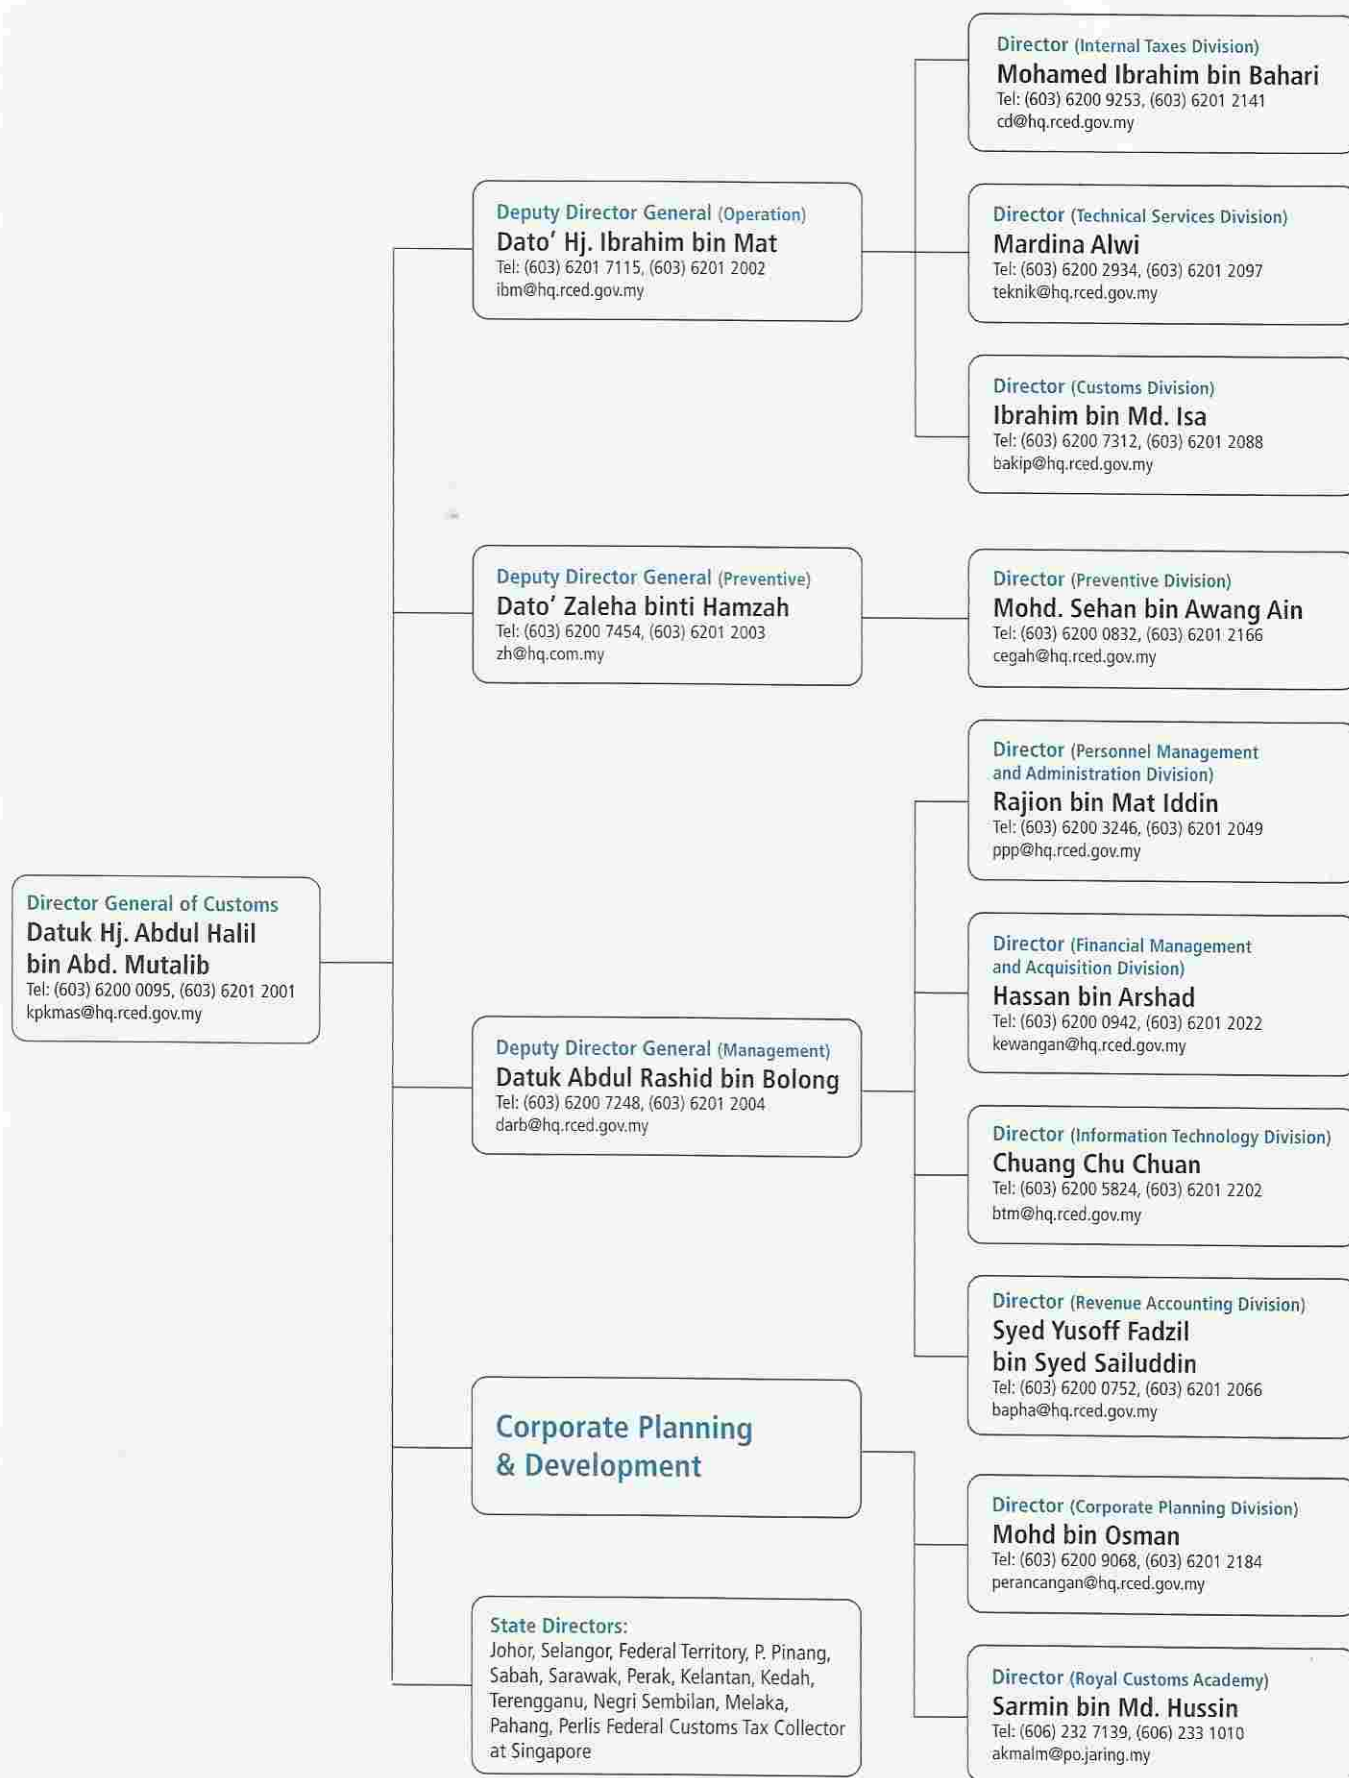 Director (Internal Taxes Division)
Mohamed Ibrahim bin Bahari
Tel: (603) 6200 9253, (603) 6201 2141
cd@hq.rced.gov.my
Deputy Director General (Operation)
Dato' Hj. Ibrahim bin Mat
Tel: (603) 6201 7115, (603) 6201 2002
ibm@hq.rced.gov.my
Director (Technical Services Division)
Mardina Alwi
Tel: (603) 6200 2934, (603) 6201 2097
teknik@hq.rced.gov.my
Director (Customs Division)
Ibrahim bin Md. Isa
Tel: (603) 6200 7312, (603) 6201 2088
bakip@hq.rced.gov.my
Deputy Director General (Preventive)
Dato' Zaleha binti Hamzah
Tel: (603) 6200 7454, (603) 6201 2003
zh@hq.com.my
Director (Preventive Division)
Mohd. Sehan bin Awang Ain
Tel: (603) 6200 0832, (603) 6201 2166
cegah@hq.rced.gov.my
Director (Personnel Management
and Administration Division)
Rajion bin Mat Iddin
Tel: (603) 6200 3246, (603) 6201 2049
ppp@hq.rced.gov.my
Director General of Customs
Datuk Hj. Abdul Halil
bin Abd. Mutalib
Tel: (603) 6200 0095, (603) 6201 2001
kpkmas@hq.rced.gov.my
Director (Financial Management
and Acquisition Division)
Hassan bin Arshad
Tel: (603) 6200 0942, (603) 6201 2022
kewangan@hq.rced.gov.my
Deputy Director General (Management)
Datuk Abdul Rashid bin Bolong
Tel: (603) 6200 7248, (603) 6201 2004
darb@hq.rced.gov.my
Director (Information Technology Division)
Chuang Chu Chuan
Tel: (603) 6200 5824, (603) 6201 2202
btm@hq.rced.gov.my
Director (Revenue Accounting Division)
Syed Yusoff Fadzil
bin Syed Sailuddin
Tel: (603) 6200 0752, (603) 6201 2066
bapha@hq.rced.gov.my
Corporate Planning
& Development
Director (Corporate Planning Division)
Mohd bin Osman
Tel: (603) 6200 9068, (603) 6201 2184
perancangan@hq.rced.gov.my
State Directors:
Johor, Selangor, Federal Territory, P. Pinang,
Sabah, Sarawak, Perak, Kelantan, Kedah,
Terengganu, Negri Sembilan, Melaka,
Pahang, Perlis Federal Customs Tax Collector
at Singapore
Director (Royal Customs Academy)
Sarmin bin Md. Hussin
Tel: (606) 232 7139, (606) 233 1010
akmalm@po.jaring.my